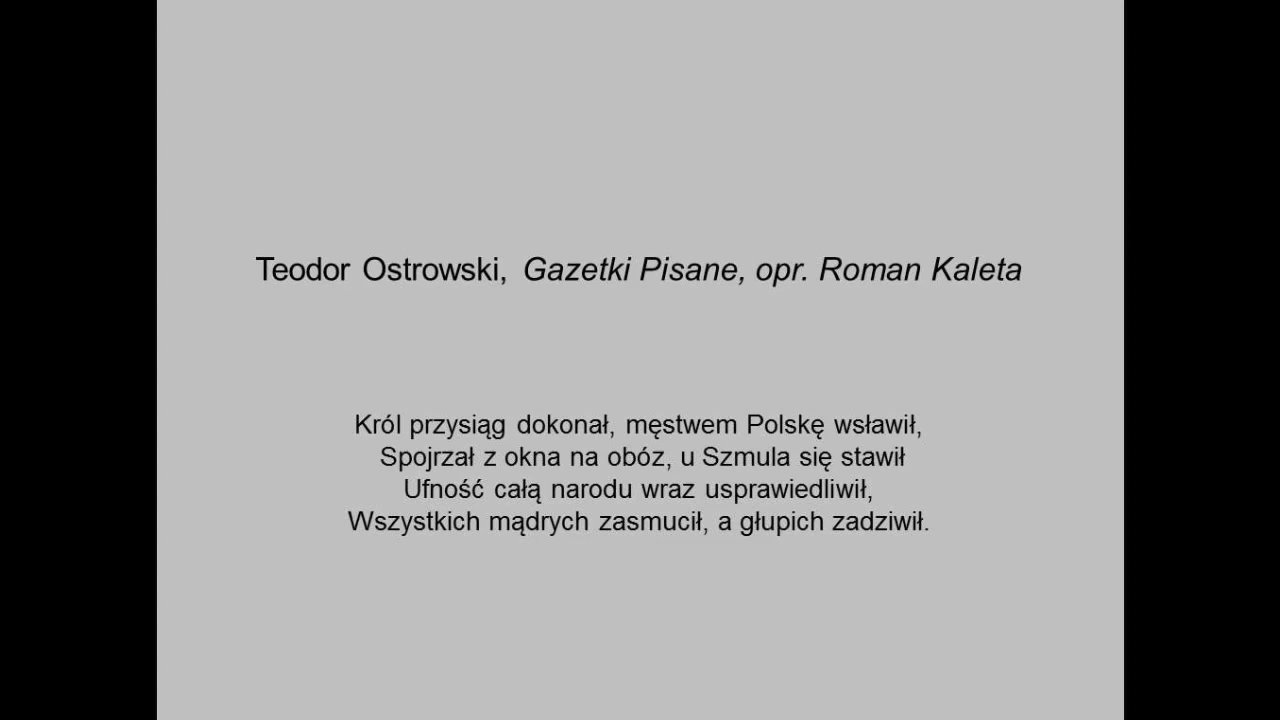 Teodor Ostrowski, Gazetki Pisane, opr. Roman Kaleta
Król przysiąg dokonał, męstwem Polskę wsławił,
Spojrzał z okna na obóz, u Szmula się stawił
Ufność całą narodu wraz usprawiedliwił,
Wszystkich mądrych zasmucił, a głupich zadziwił.